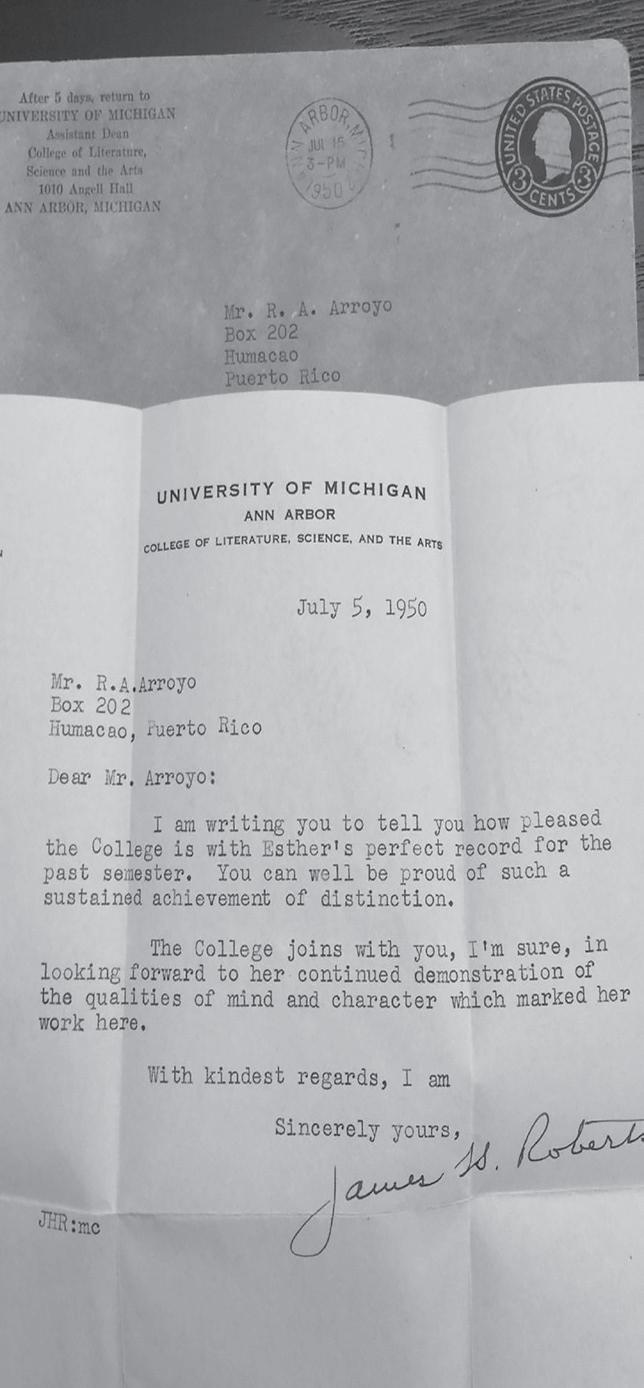 After 5 days, return to
UNIVERSITY OF MICHIGAN
Assistant Dean
College of Literature,
Science and the Arts
1010 Angell Hall
ANN ARBOR, MICHIGAN
ANN ARBOR, MICH
JUL 15
3-PM
1950
UNITED STATES POSTAGE
3 CENTS 3
Mr. R. A. Arroyo
Box 202
Humacao
Puerto Rico
UNIVERSITY OF MICHIGAN
ANN ARBOR
COLLEGE OF LITERATURE, SCIENCE, AND THE ARTS
July 5, 1950
Mr. R.A.Arroyo
Box 202
Humacao, Puerto Rico
Dear Mr. Arroyo:
I am writing you to tell you how pleased
the College is with Esther's perfect record for the
past semester. You can well be proud of such a
sustained achievement of distinction.
The College joins with you, I'm sure, in
looking forward to her continued demonstration of
the qualities of mind and character which marked her
work here.
With kindest regards, I am
Sincerely yours,
James H. Roberts
JHR:mc